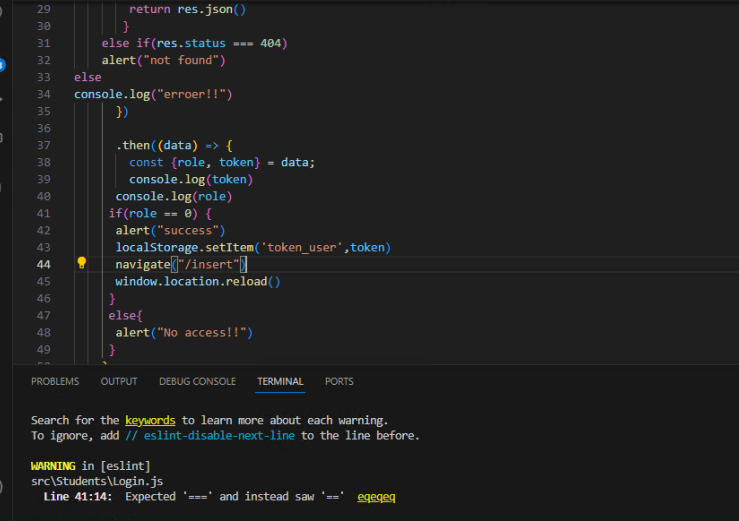 29 return res.json()
30 }
31 else if(res.status === 404)
32 alert("not found")
33 else
34 console.log("erroer!!")
35 })
36
37 .then((data) => {
38 const {role, token} = data;
39 console.log(token)
40 console.log(role)
41 if(role == 0) {
42 alert("success")
43 localStorage.setItem('token_user',token)
44 navigate("/insert")
45 window.location.reload()
46 }
47 else{
48 alert("No access!!")
49 }
PROBLEMS OUTPUT DEBUG CONSOLE TERMINAL PORTS
Search for the keywords to learn more about each warning.
To ignore, add // eslint-disable-next-line to the line before.
WARNING in [eslint]
src\Students\Login.js
Line 41:14: Expected '===' and instead saw '==' eqeqeq